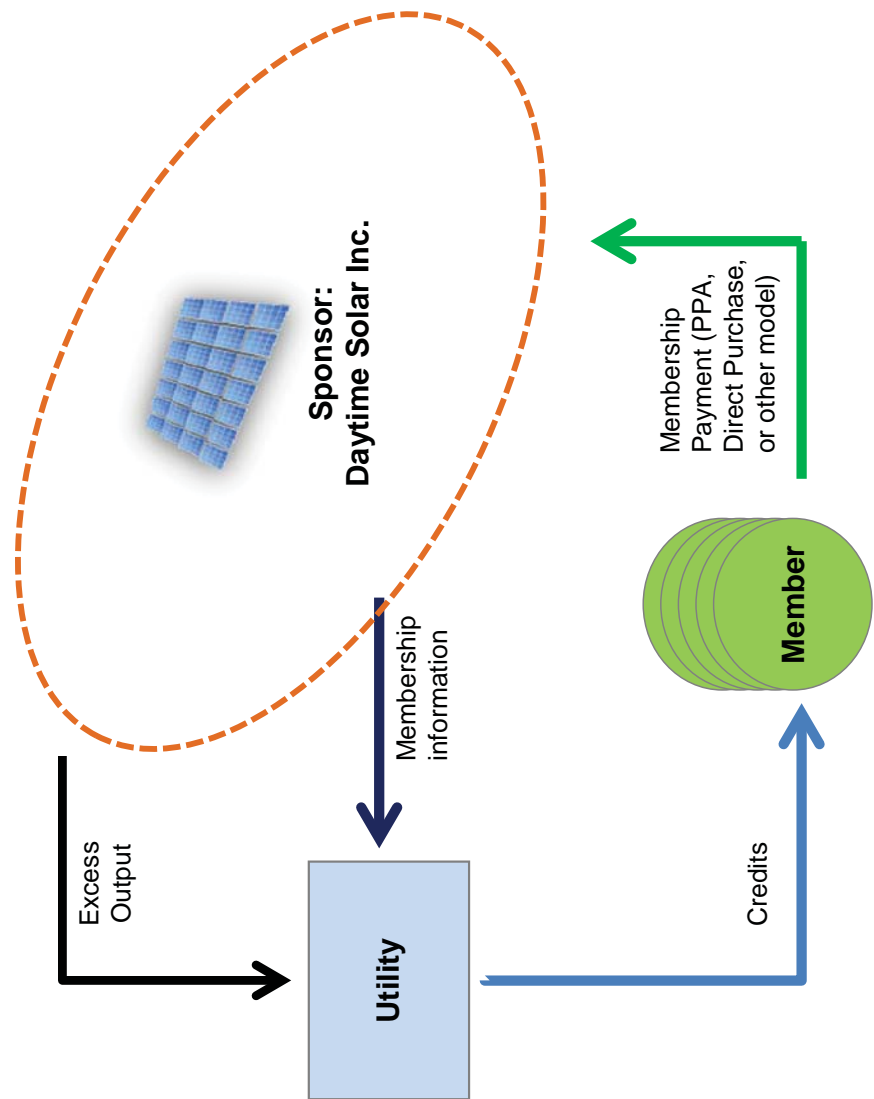 Sponsor:
Daytime Solar Inc.
Excess
Output
Membership
information
Utility
Membership
Payment (PPA,
Direct Purchase,
or other model)
Credits
Member